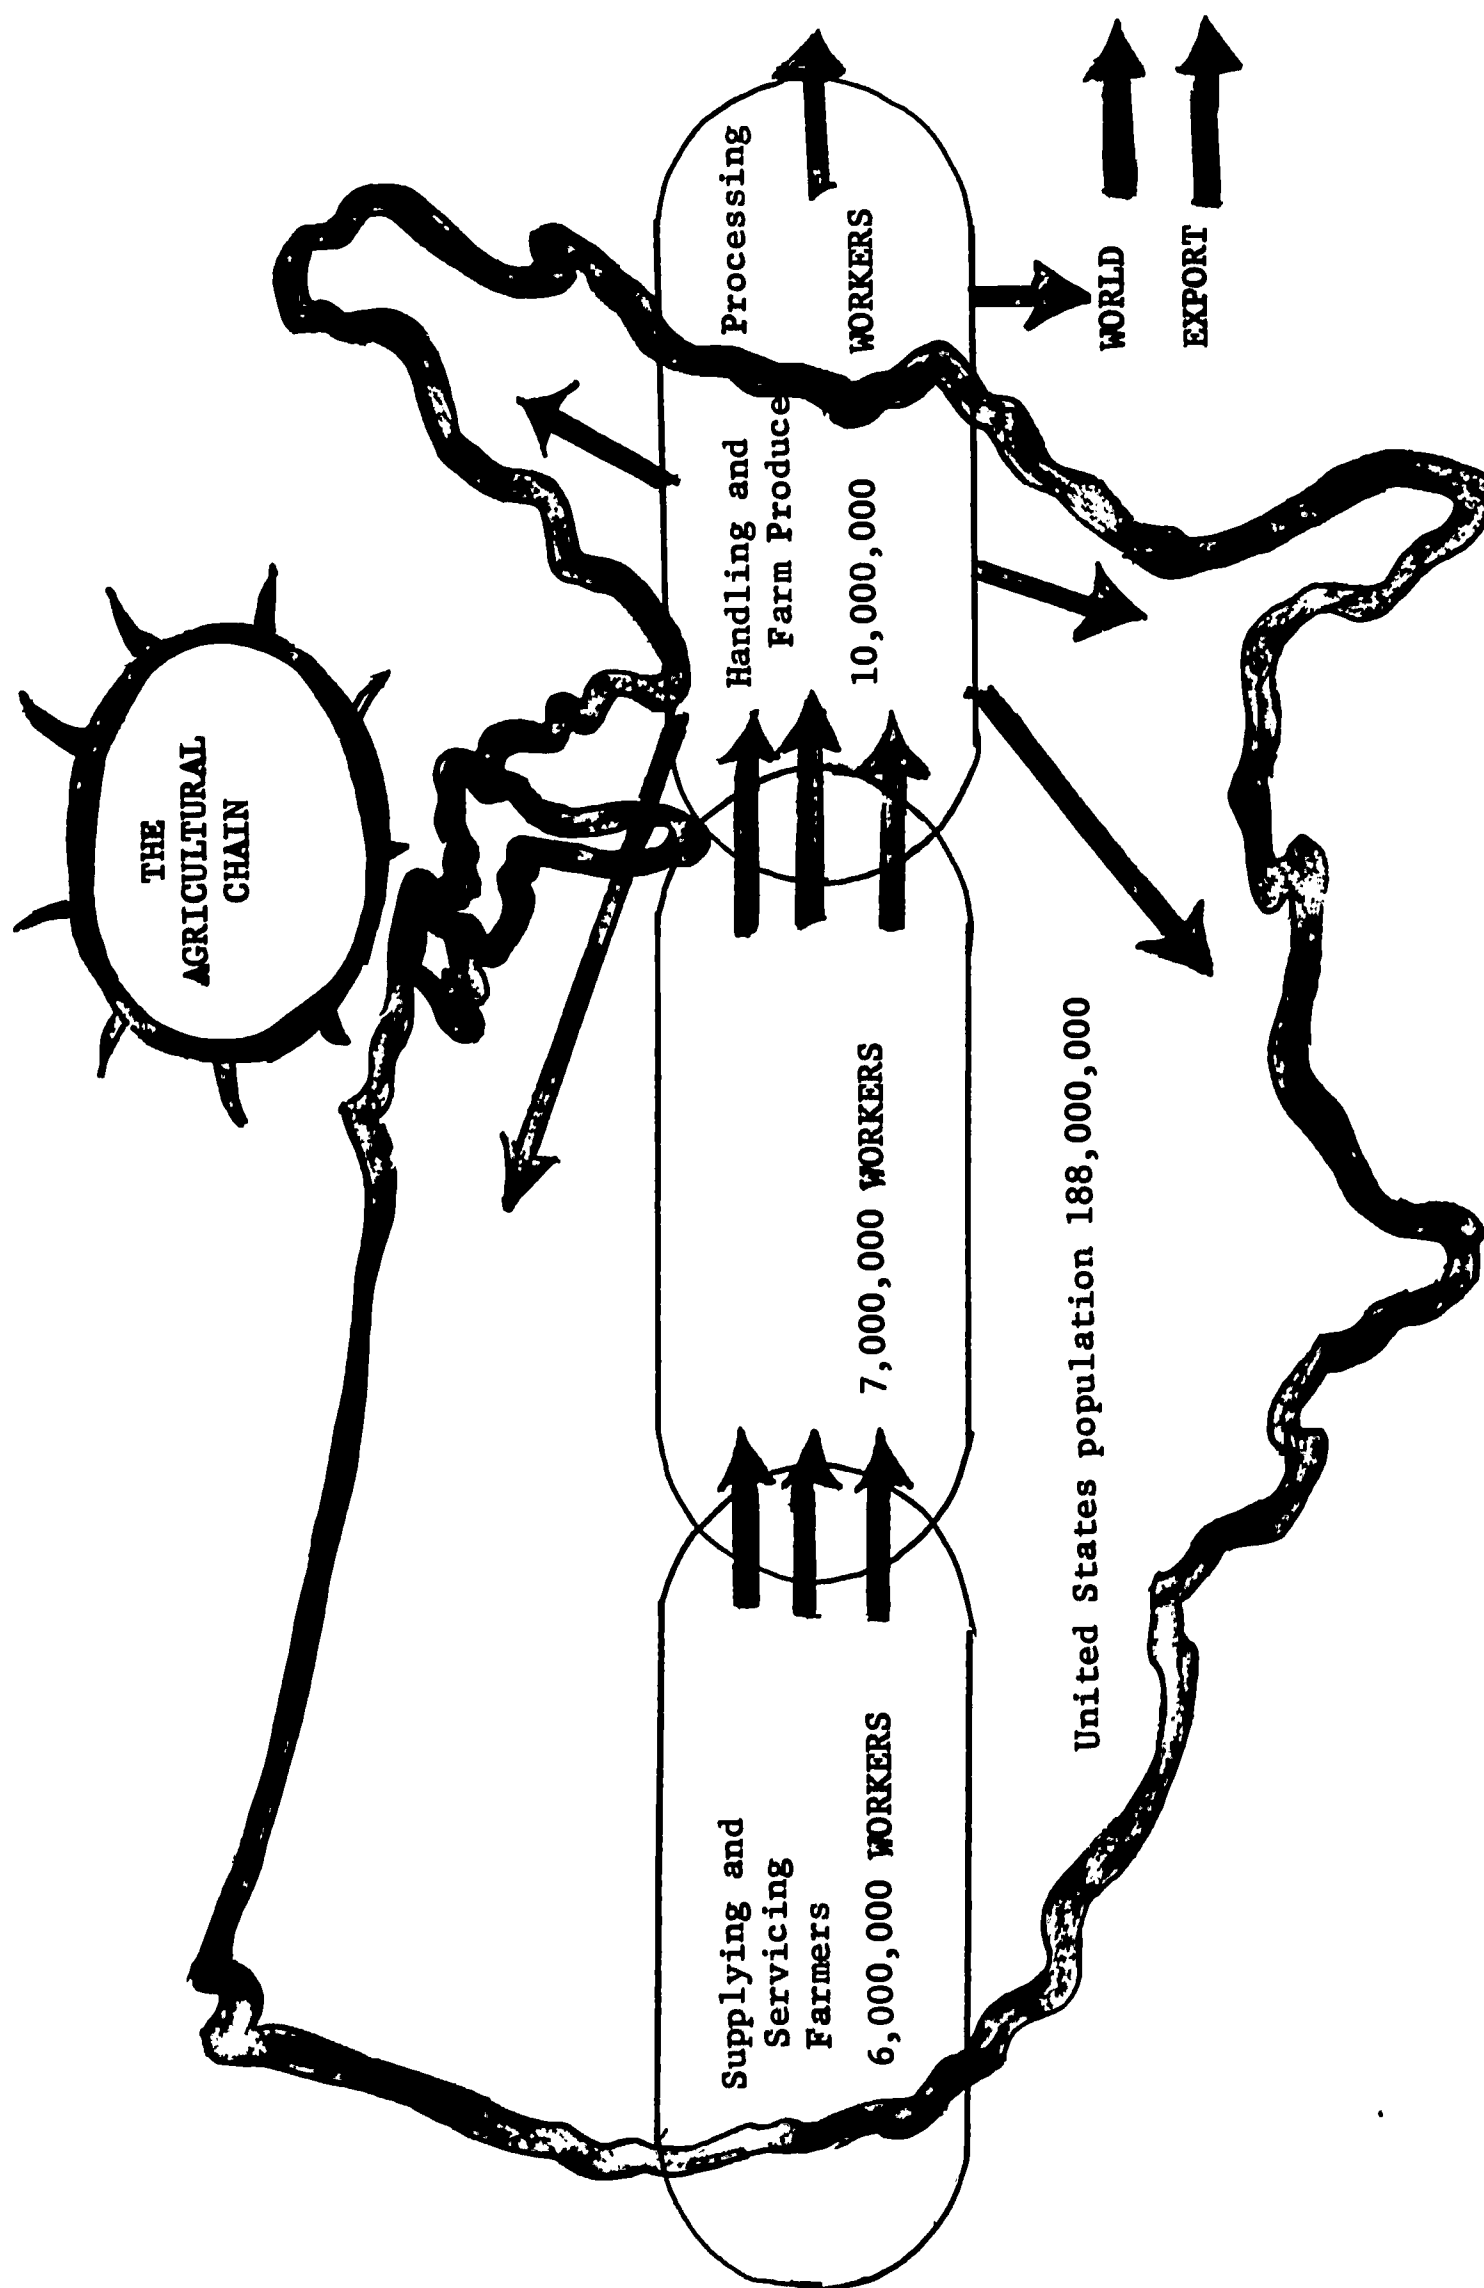 THE
AGRICULTURAL
CHAIN
Supplying and
Servicing
Farmers
6,000,000 WORKERS
7,000,000 WORKERS
Handling and Processing
Farm Produce
10,000,000 WORKERS
United States population 188,000,000
WORLD
EXPORT